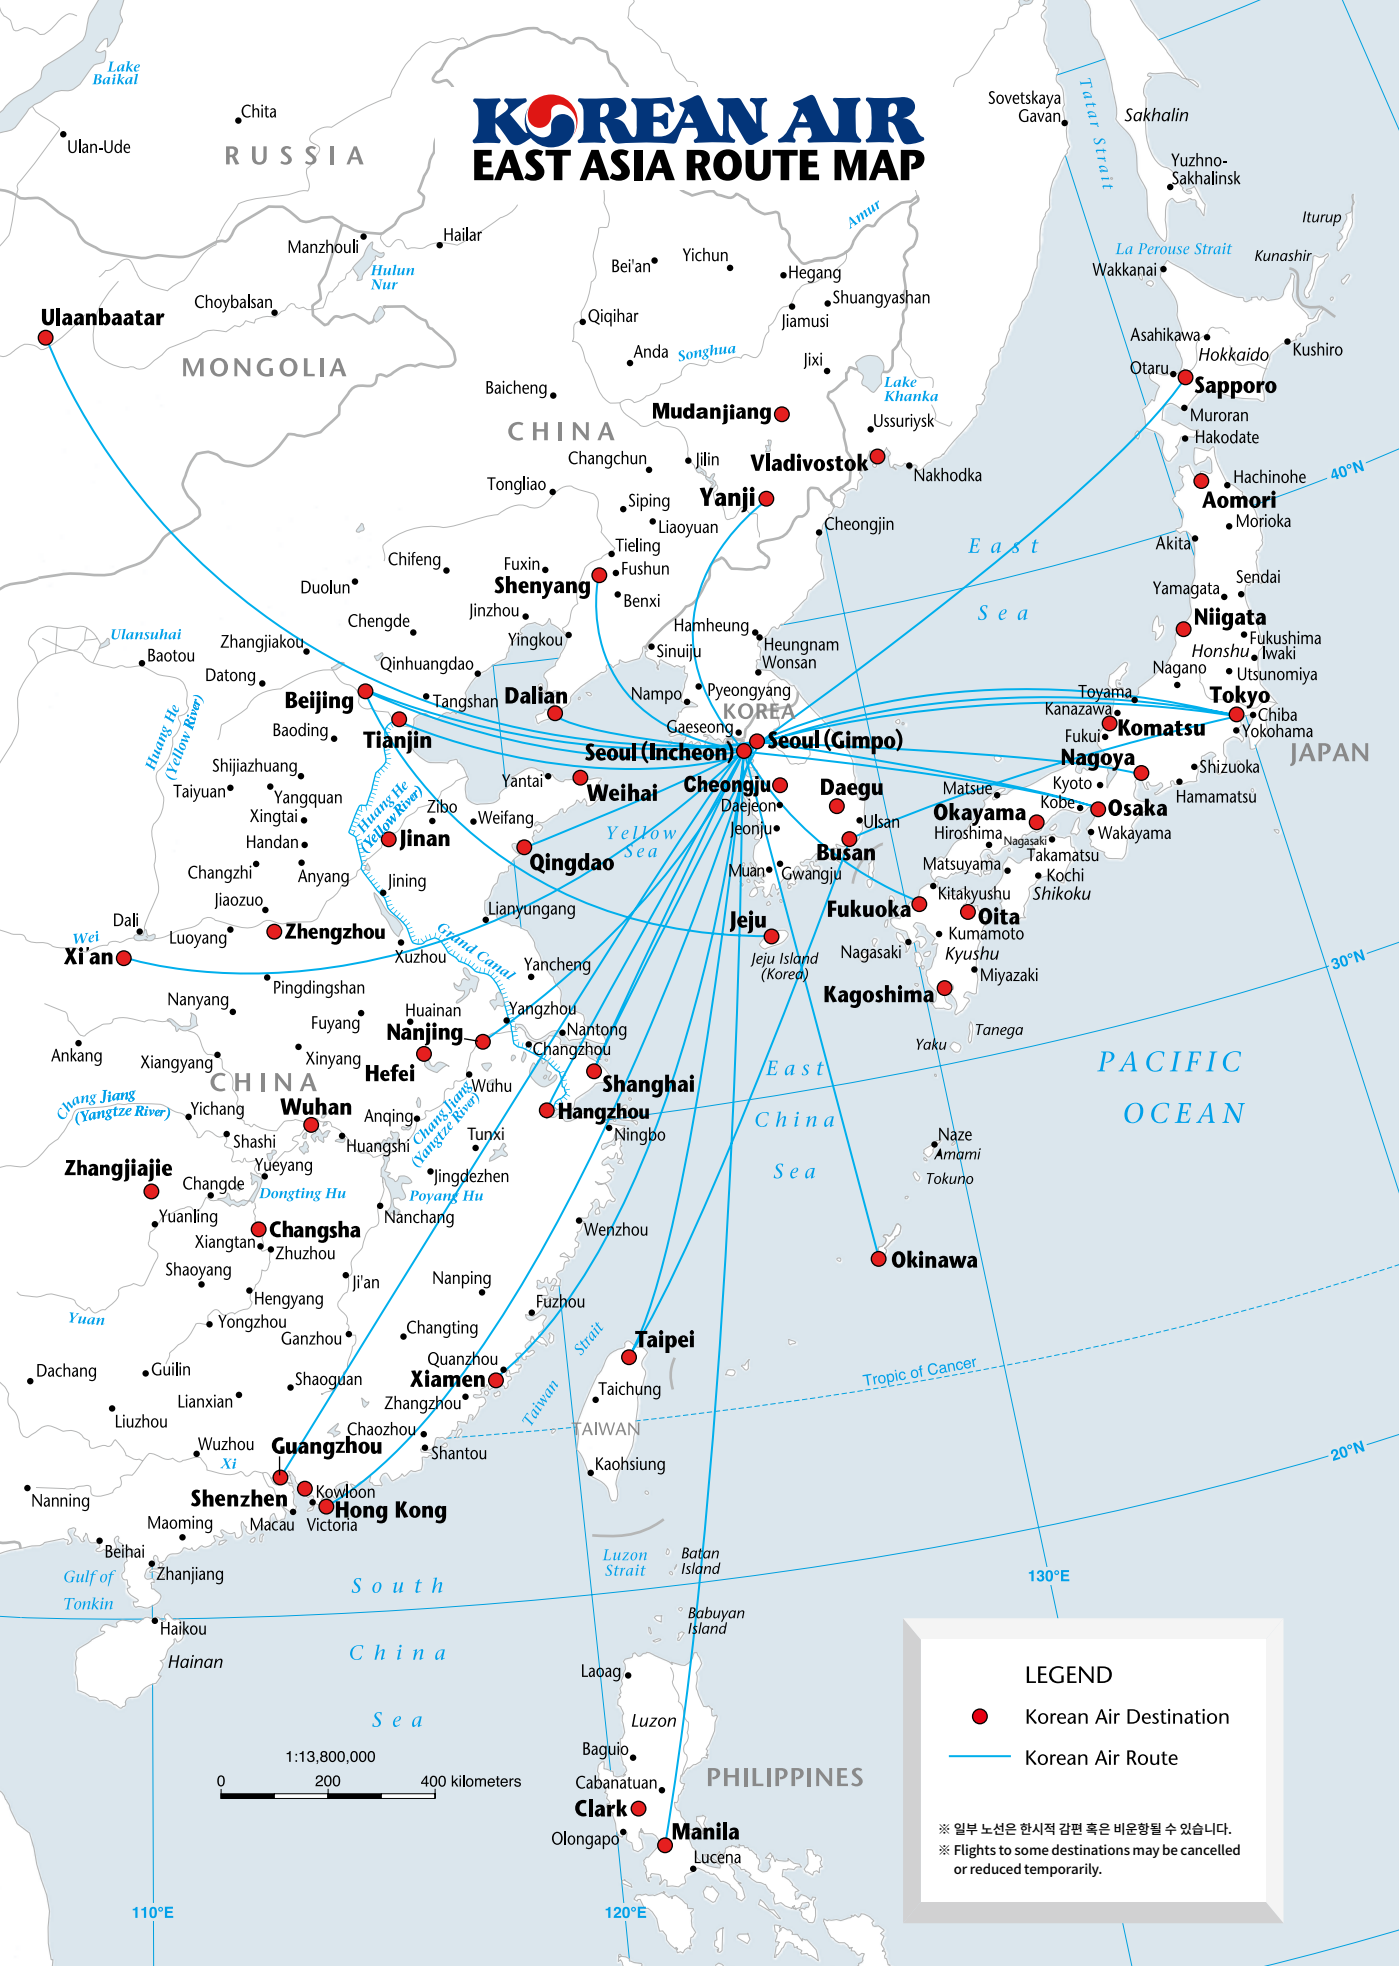 KOREAN AIR
EAST ASIA ROUTE MAP
Lake
Baikal
Chita
Ulan-Ude
RUSSIA
Sovetskaya
Gavan
Tatar Strait
Sakhalin
Yuzhno-
Sakhalinsk
Iturup
Kunashir
La Perouse Strait
Wakkanai
Amur
Manzhouli
Hailar
Hulun
Nur
Choybalsan
Ulaanbaatar
MONGOLIA
Bei'an
Yichun
Hegang
Shuangyashan
Jiamusi
Qiqihar
Anda
Songhua
Jixi
Lake
Khanka
Baicheng
Mudanjiang
Ussuriysk
CHINA
Changchun
Jilin
Vladivostok
Nakhodka
Tongliao
Yanji
Siping
Liaoyuan
Cheongjin
Asahikawa
Hokkaido
Kushiro
Otaru
Sapporo
Muroran
Hakodate
40°N
Hachinohe
Aomori
Morioka
Akita
East
Sea
Tieling
Chifeng
Fuxin
Fushun
Shenyang
Duolun
Benxi
Jinzhou
Chengde
Yingkou
Hamheung
Heungnam
Wonsan
Sinuiju
Yamagata
Sendai
Niigata
Fukushima
Iwaki
Honshu
Nagano
Utsunomiya
Ulansuhai
Baotou
Zhangjiakou
Qinhuangdao
Datong
Beijing
Tangshan
Dalian
Nampo
Pyeongyang
KOREA
Gaeseong
Huang He
(Yellow River)
Baoding
Tianjin
Seoul (Incheon)
Seoul (Gimpo)
Toyama
Kanazawa
Komatsu
Fukui
Tokyo
Chiba
Yokohama
JAPAN
Nagoya
Shizuoka
Hamamatsu
Kyoto
Kobe
Osaka
Wakayama
Shijiazhuang
Taiyuan
Yangquan
Xingtai
Yantai
Weihai
Cheongju
Daejeon
Daegu
Matsue
Okayama
Hiroshima
Nagasaki
Takamatsu
Huang He
(Yellow River)
Zibo
Weifang
Handan
Jinan
Yellow
Sea
Jeonju
Ulsan
Busan
Matsuyama
Kochi
Shikoku
Changzhi
Anyang
Qingdao
Muan
Gwangju
Kitakyushu
Jining
Jiaozuo
Dali
Luoyang
Zhengzhou
Lianyungang
Jeju
Fukuoka
Oita
Kumamoto
Nagasaki
Kyushu
Miyazaki
Wei
Xi'an
Xuzhou
Grand Canal
Yancheng
Jeju Island
(Korea)
30°N
Pingdingshan
Kagoshima
Nanyang
Fuyang
Huainan
Yangzhou
Nanjing
Nantong
Changzhou
Tanega
Yaku
Ankang
Xiangyang
Xinyang
Hefei
Wuhu
Shanghai
East
China
Sea
PACIFIC
OCEAN
CHINA
Chang Jiang
(Yangtze River)
Yichang
Wuhan
Anqing
Chang Jiang
(Yangtze River)
Hangzhou
Shashi
Huangshi
Tunxi
Ningbo
Naze
Amami
Tokuno
Zhangjiajie
Yueyang
Changde
Dongting Hu
Jingdezhen
Poyang Hu
Yuanling
Changsha
Nanchang
Wenzhou
Xiangtan
Zhuzhou
Okinawa
Shaoyang
Ji'an
Nanping
Hengyang
Fuzhou
Yuan
Yongzhou
Ganzhou
Changting
Strait
Taipei
Dachang
Guilin
Quanzhou
Tropic of Cancer
Shaoguan
Xiamen
Lianxian
Zhangzhou
Taiwan
Taichung
Liuzhou
Chaozhou
TAIWAN
Wuzhou
Guangzhou
Xi
Shantou
Kaohsiung
20°N
Nanning
Shenzhen
Kowloon
Hong Kong
Macau
Victoria
Maoming
Beihai
Zhanjiang
Luzon
Strait
Batan
Island
130°E
Gulf of
Tonkin
South
China
Sea
Haikou
Hainan
Babuyan
Island
Laoag
Luzon
1:13,800,000
0
200
400 kilometers
Baguio
Cabanatuan
PHILIPPINES
Clark
Olongapo
Manila
Lucena
110°E
120°E
LEGEND
Korean Air Destination
Korean Air Route
※ 일부 노선은 한시적 감편 혹은 비운항될 수 있습니다.
※ Flights to some destinations may be cancelled
or reduced temporarily.